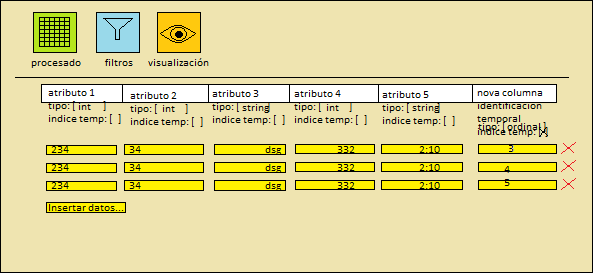 procesado filtros visualización
atributo 1 atributo 2 atributo 3 atributo 4 atributo 5 nova columna
tipo: [ int ] tipo: [ int ] tipo: [ string] tipo: [ int ] tipo: [ string] identificación
indice temp: [ ] indice temp: [ ] indice temp: [ ] indice temp: [ ] indice temp: [ ] temporal
tipo: [ ordinal ]
indice temp: [x]
234 34 dsg 332 2:10 3
234 34 dsg 332 2:10 4
234 34 dsg 332 2:10 5
Insertar datos...